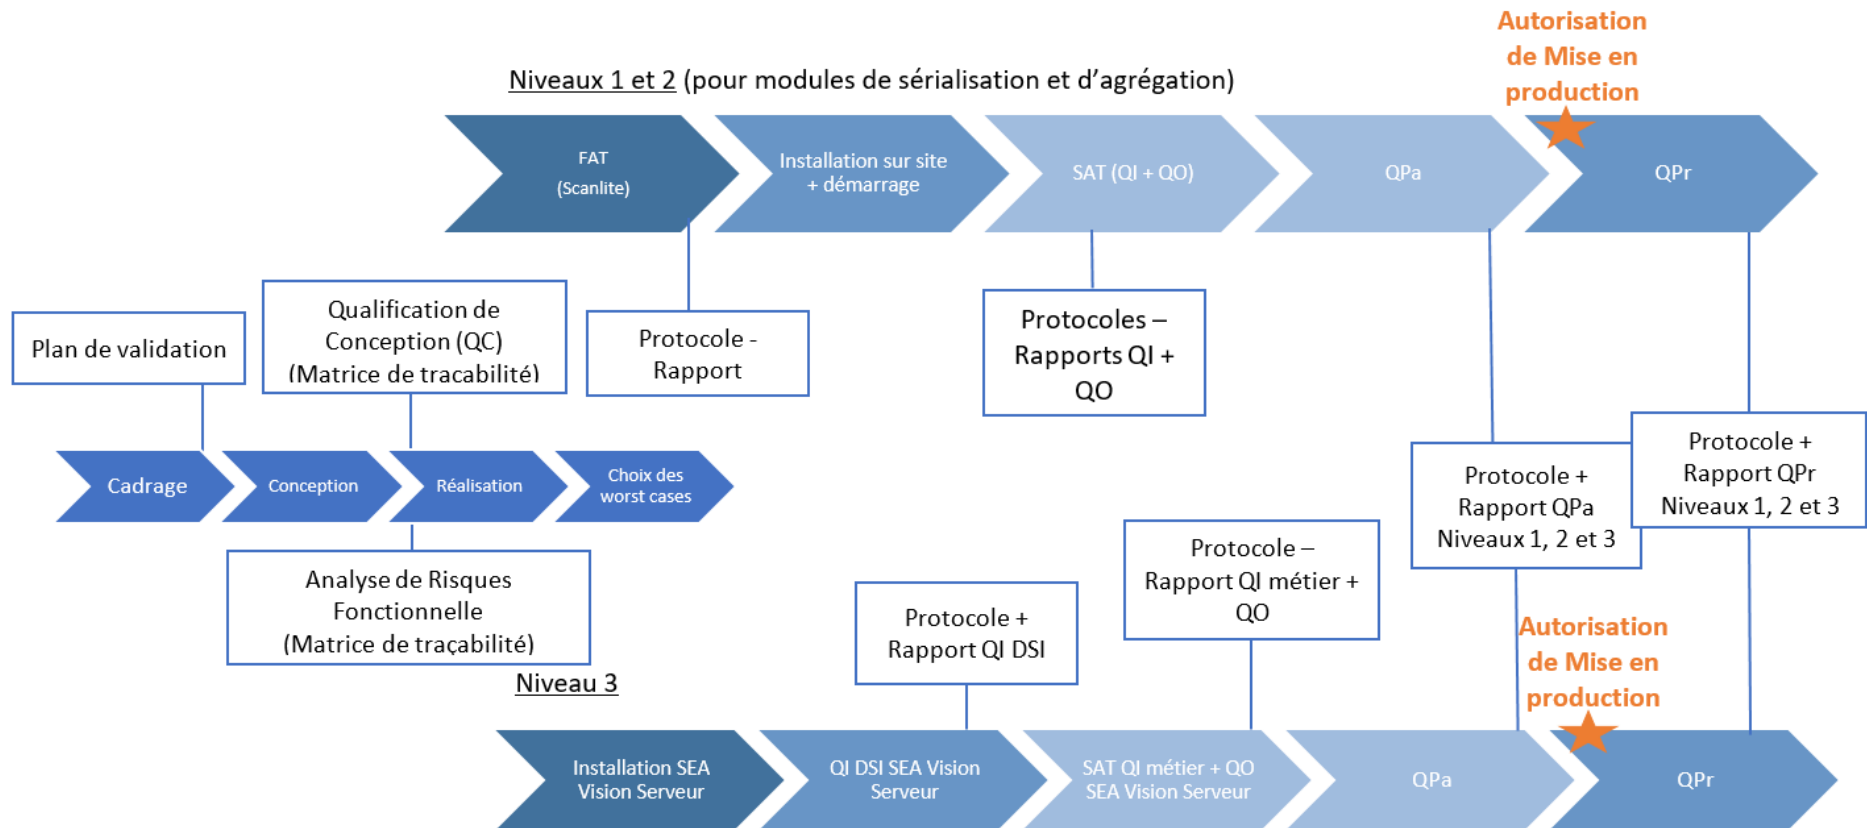 Autorisation
de Mise en
production
Niveaux 1 et 2 (pour modules de sérialisation et d’agrégation)
FAT
(Scanlite)
Installation sur site
+ démarrage
SAT (QI + QO)
QPa
QPr
Plan de validation
Qualification de
Conception (QC)
(Matrice de tracabilité)
Protocole -
Rapport
Protocoles –
Rapports QI +
QO
Cadrage
Conception
Réalisation
Choix des
worst cases
Protocole +
Rapport QPa
Niveaux 1, 2 et 3
Protocole +
Rapport QPr
Niveaux 1, 2 et 3
Analyse de Risques
Fonctionnelle
(Matrice de traçabilité)
Protocole +
Rapport QI DSI
Protocole –
Rapport QI métier +
QO
Autorisation
de Mise en
production
Niveau 3
Installation SEA
Vision Serveur
QI DSI SEA Vision
Serveur
SAT QI métier + QO
SEA Vision Serveur
QPa
QPr